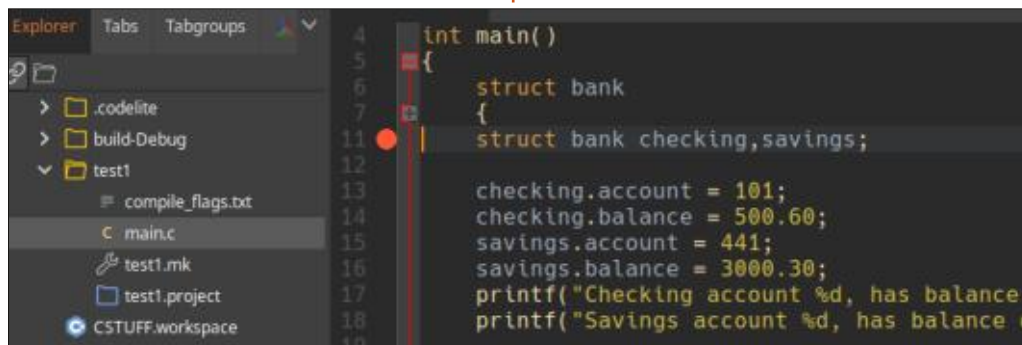 Explorer Tabs Tabgroups
.codelite
build-Debug
test1
compile_flags.txt
C main.c
test1.mk
test1.project
CSTUFF.workspace
4 int main()
5 {
6 struct bank
7 {
11 struct bank checking,savings;
12
13 checking.account = 101;
14 checking.balance = 500.60;
15 savings.account = 441;
16 savings.balance = 3000.30;
17 printf("Checking account %d, has balance
18 printf("Savings account %d, has balance
19